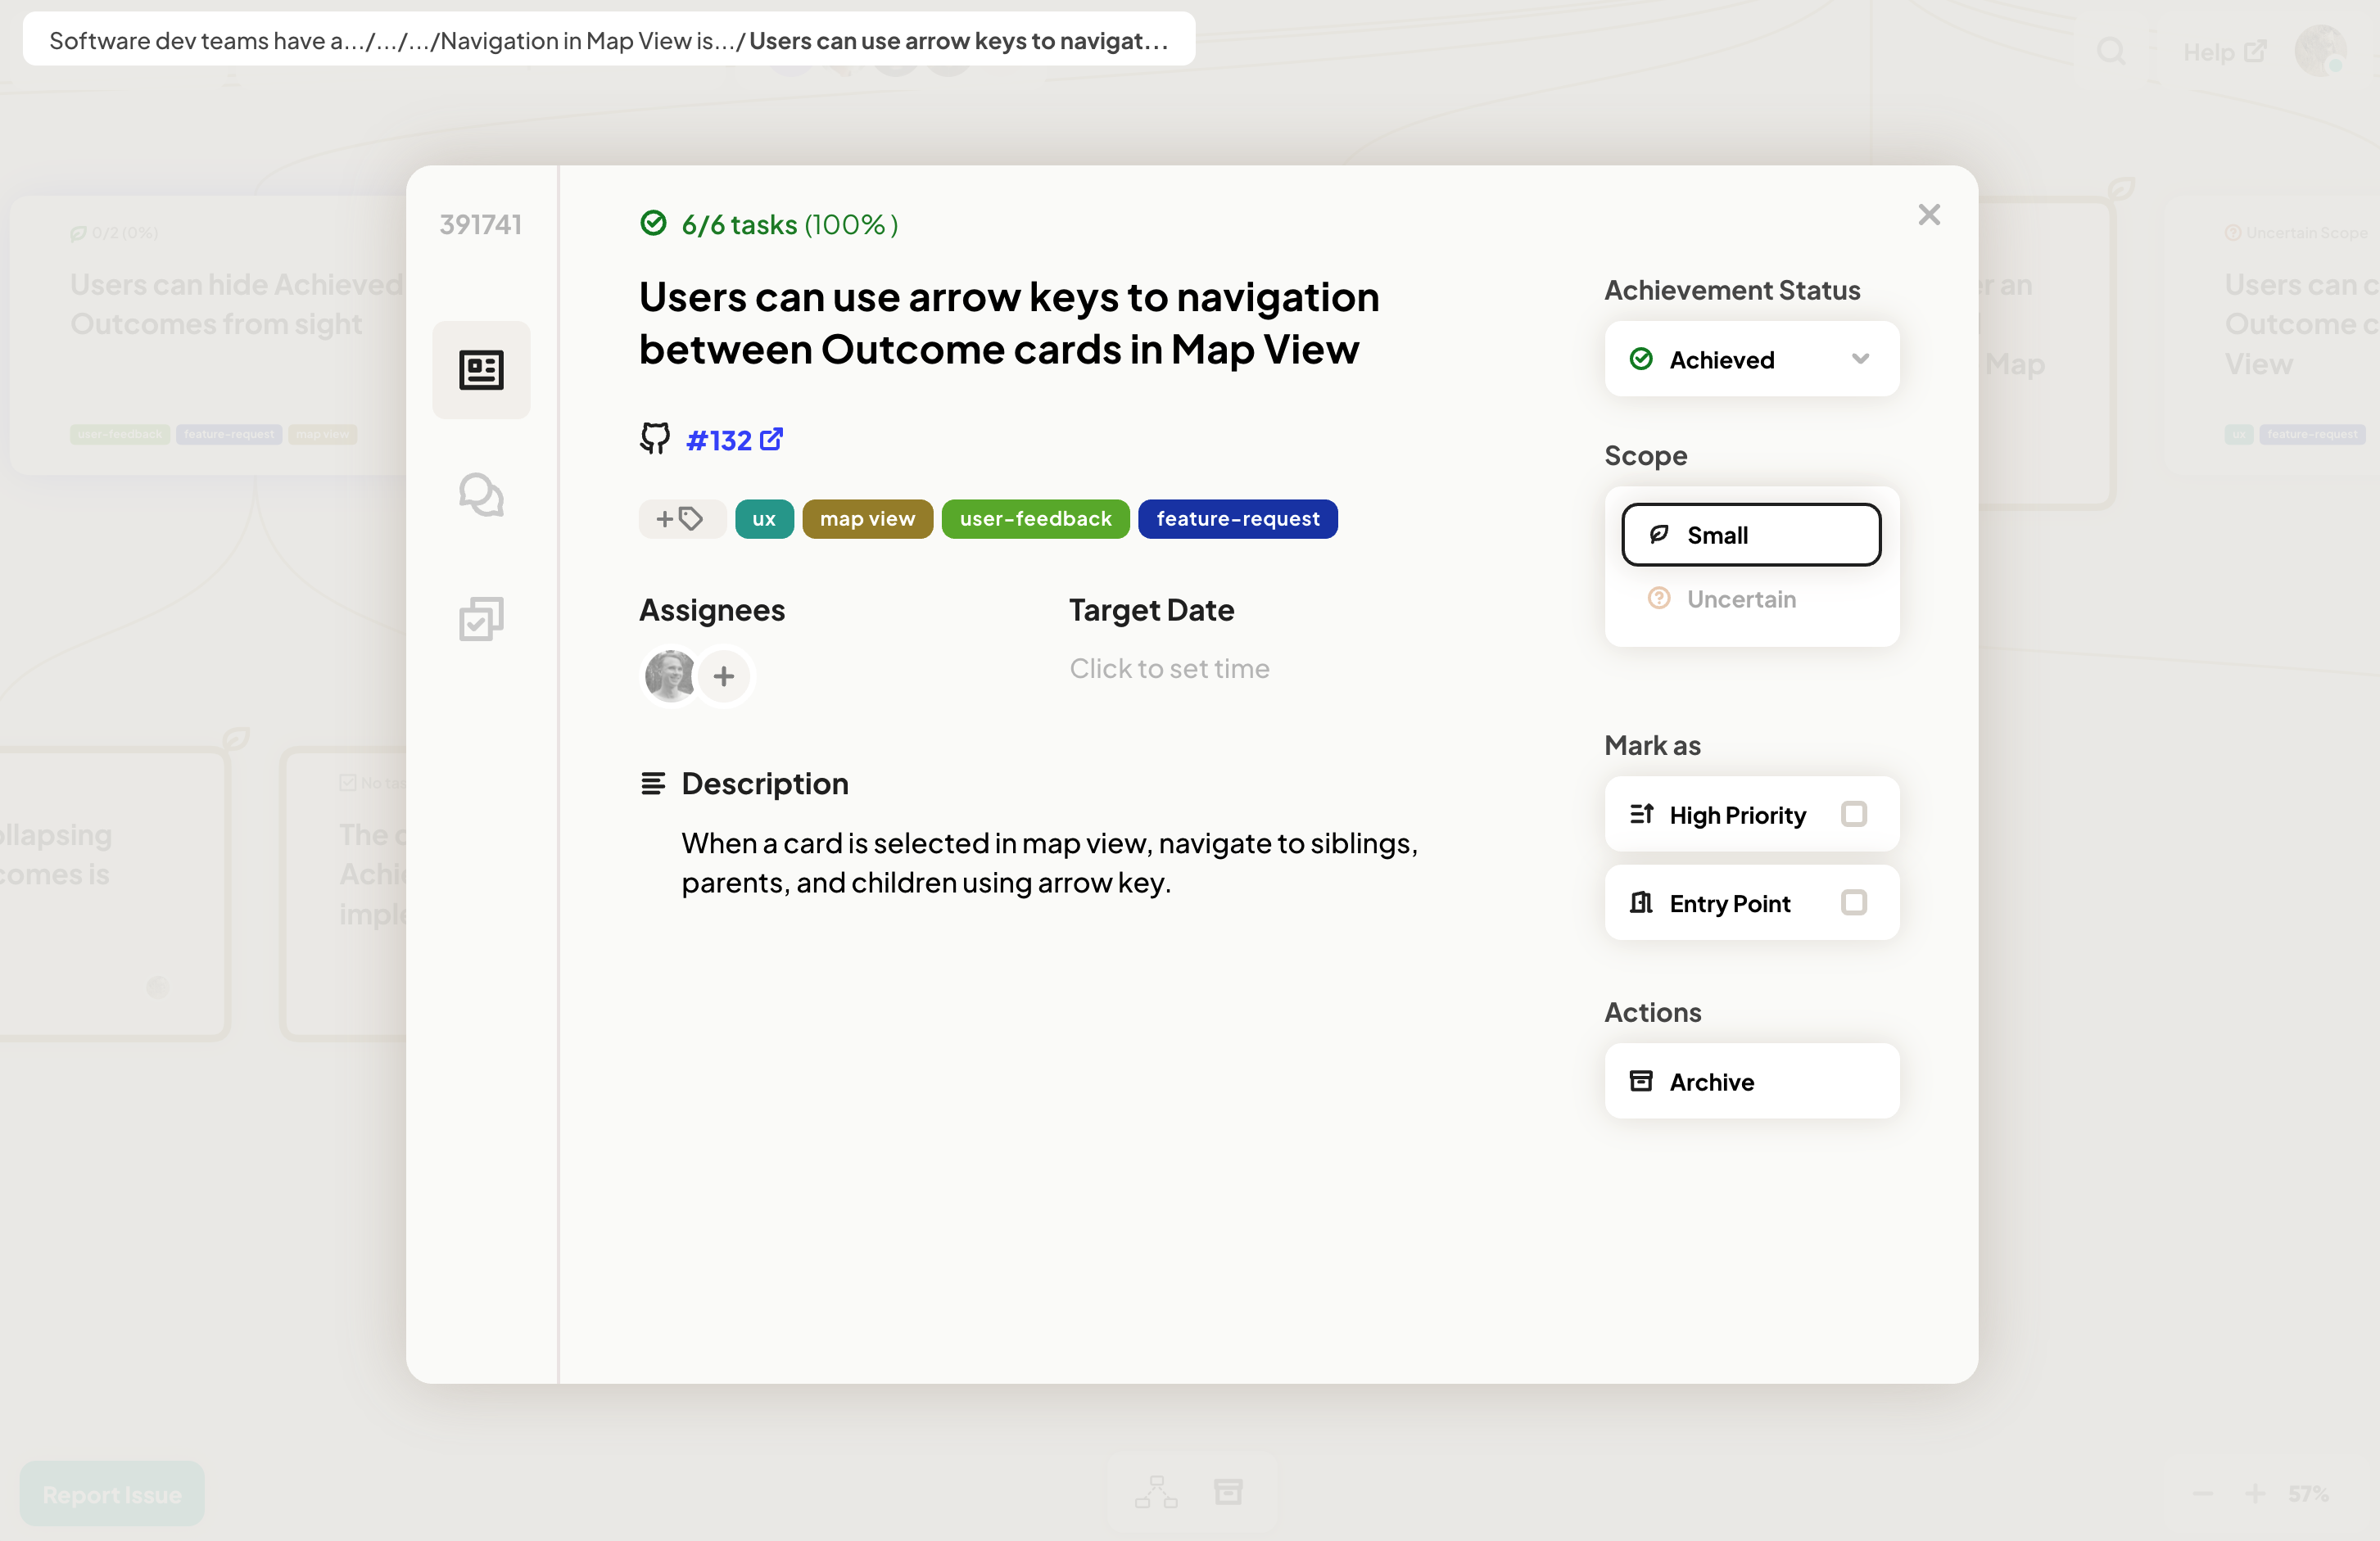 Software dev teams have a.../.../.../Navigation in Map View is.../ Users can use arrow keys to navigat...
Help
391741
6/6 tasks (100% )
Users can use arrow keys to navigation
between Outcome cards in Map View
#132
ux
map view
user-feedback
feature-request
Assignees
Target Date
Click to set time
Description
When a card is selected in map view, navigate to siblings,
parents, and children using arrow key.
Achievement Status
Achieved
Scope
Small
Uncertain
Mark as
High Priority
Entry Point
Actions
Archive
0/2 (0%)
Users can hide Achieved
Outcomes from sight
user-feedback
feature-request
map view
an
Map
Uncertain Scope
Users can c
Outcome c
View
ux
feature-request
ollapsing
comes is
No tas
The
Achi
imple
Report Issue
57%